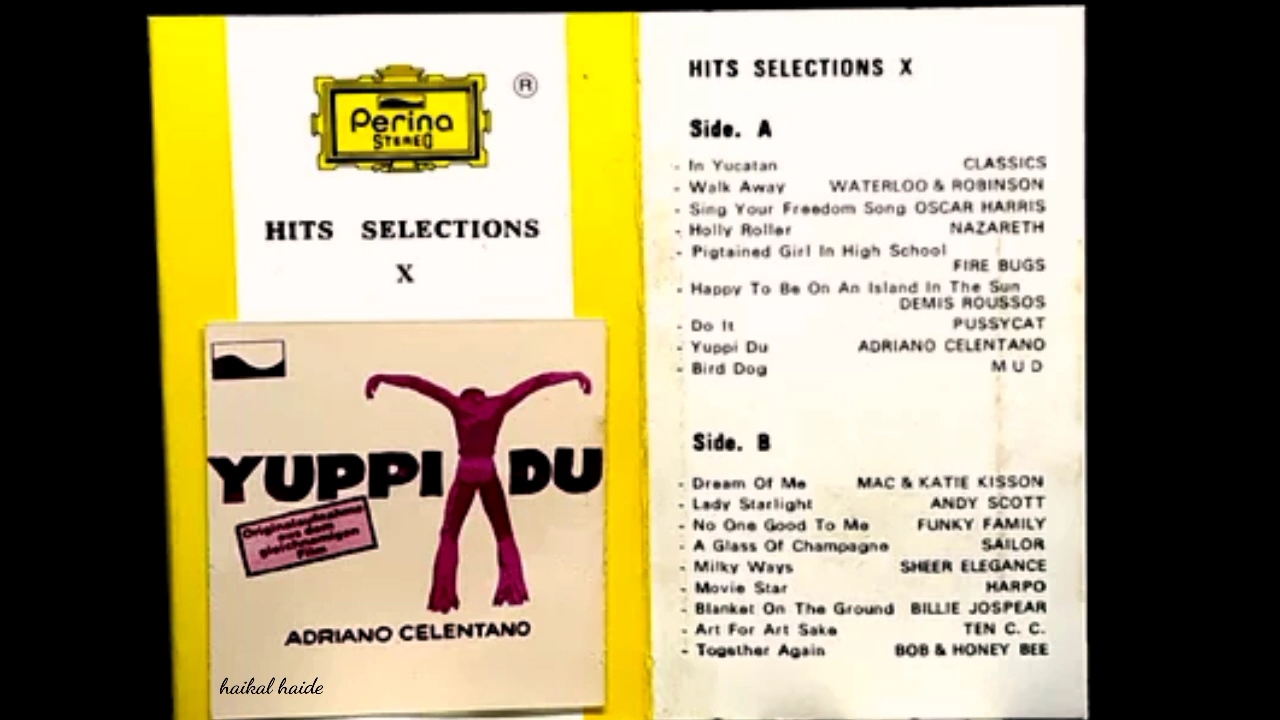 Perina
STEREO
R
HITS SELECTIONS
X
YUPPI DU
Originalaufnahme
aus dem
gleichnamigen
Film
ADRIANO CELENTANO
haikal haide
HITS SELECTIONS X
Side. A
- In Yucatan CLASSICS
- Walk Away WATERLOO & ROBINSON
- Sing Your Freedom Song OSCAR HARRIS
- Holly Roller NAZARETH
- Pigtained Girl In High School
FIRE BUGS
- Happy To Be On An Island In The Sun
DEMIS ROUSSOS
- Do It PUSSYCAT
- Yuppi Du ADRIANO CELENTANO
- Bird Dog M U D
Side. B
- Dream Of Me MAC & KATIE KISSON
- Lady Starlight ANDY SCOTT
- No One Good To Me FUNKY FAMILY
- A Glass Of Champagne SAILOR
- Milky Ways SHEER ELEGANCE
- Movie Star HARPO
- Blanket On The Ground BILLIE JOSPEAR
- Art For Art Sake TEN C. C.
- Together Again BOB & HONEY BEE